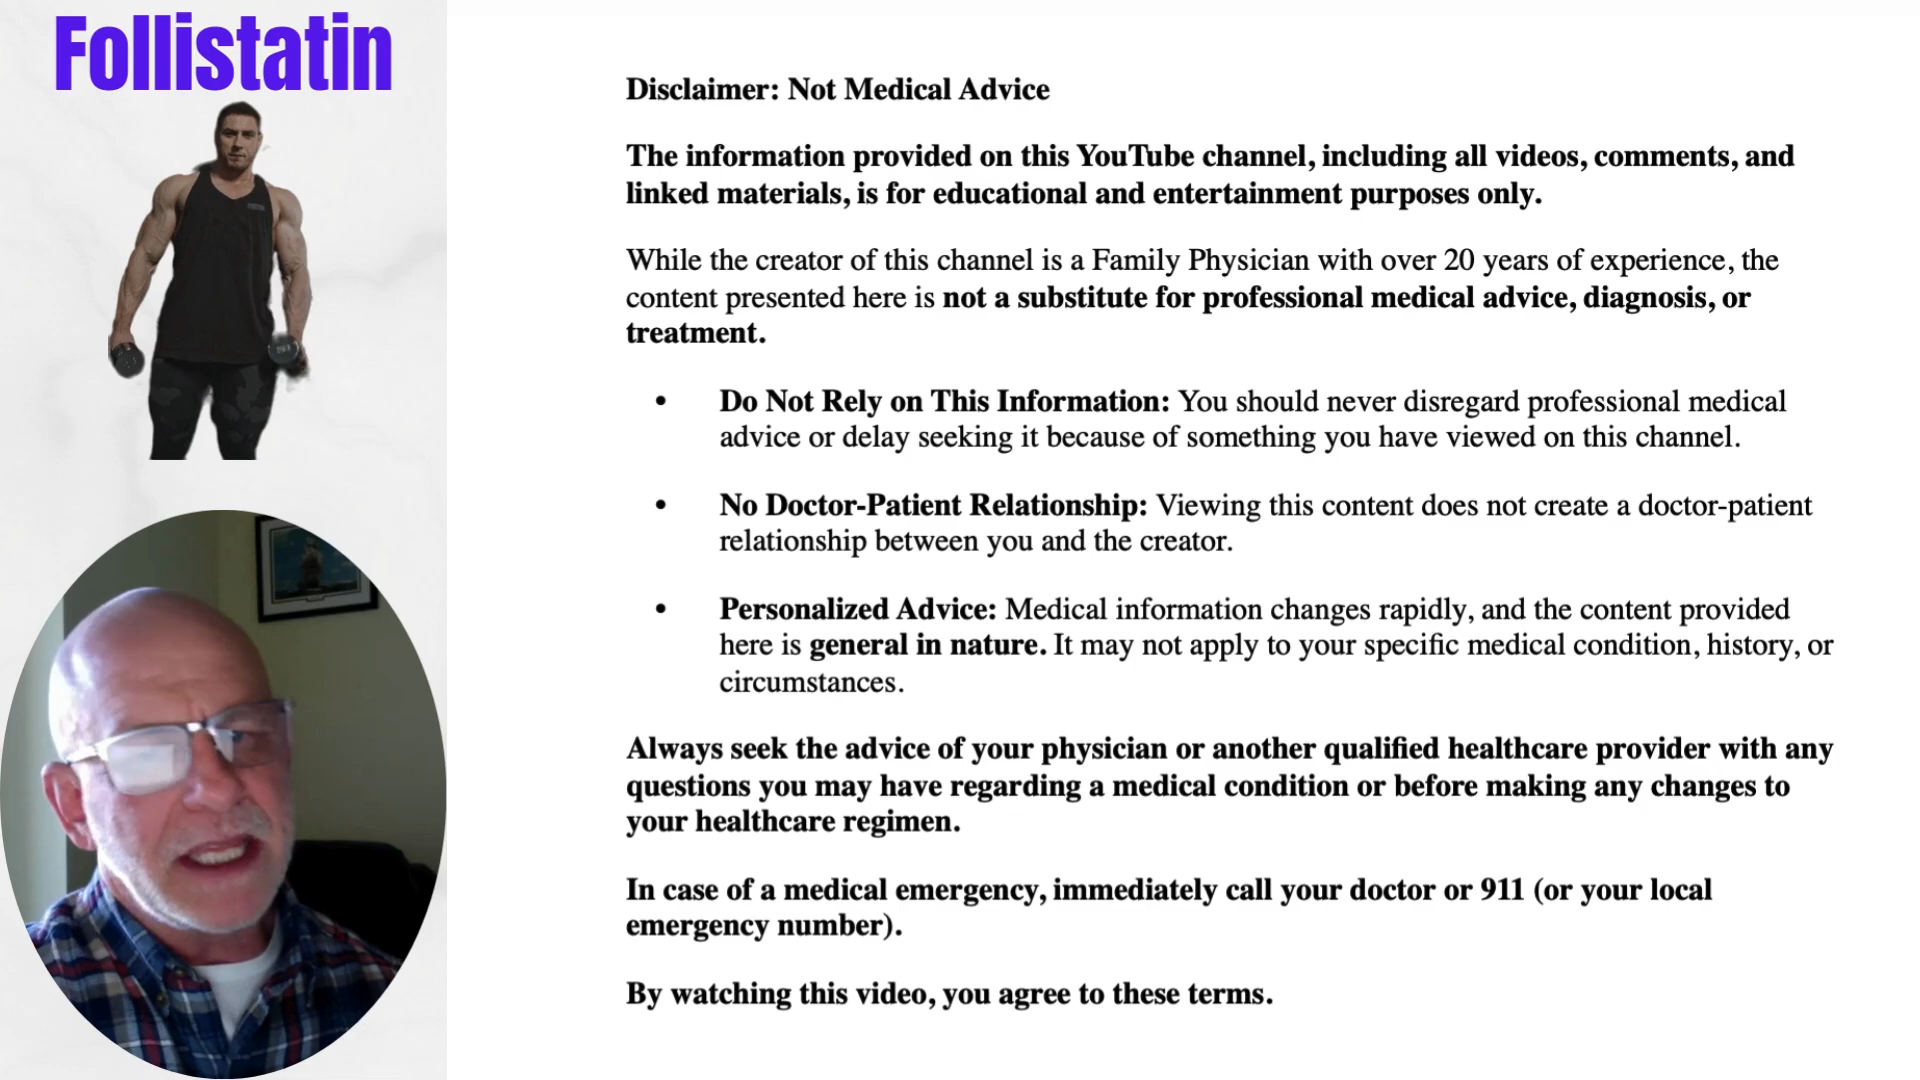 Follistatin
Disclaimer: Not Medical Advice
The information provided on this YouTube channel, including all videos, comments, and
linked materials, is for educational and entertainment purposes only.
While the creator of this channel is a Family Physician with over 20 years of experience, the
content presented here is not a substitute for professional medical advice, diagnosis, or
treatment.
• Do Not Rely on This Information: You should never disregard professional medical
advice or delay seeking it because of something you have viewed on this channel.
• No Doctor-Patient Relationship: Viewing this content does not create a doctor-patient
relationship between you and the creator.
• Personalized Advice: Medical information changes rapidly, and the content provided
here is general in nature. It may not apply to your specific medical condition, history, or
circumstances.
Always seek the advice of your physician or another qualified healthcare provider with any
questions you may have regarding a medical condition or before making any changes to
your healthcare regimen.
In case of a medical emergency, immediately call your doctor or 911 (or your local
emergency number).
By watching this video, you agree to these terms.